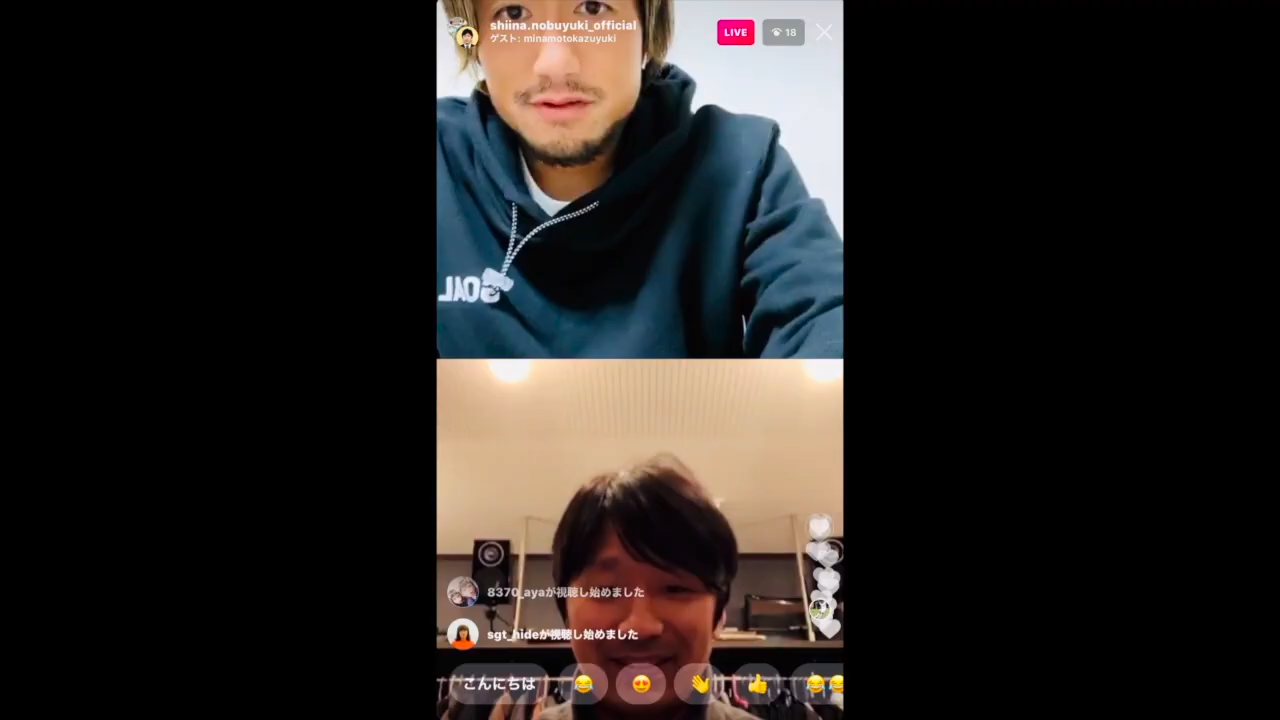 shiina.nobuyuki_official
ゲスト: minamotokazuyuki
LIVE
18
GOAL
8370_ayaが視聴し始めました
sgt_hideが視聴し始めました
こんにちは